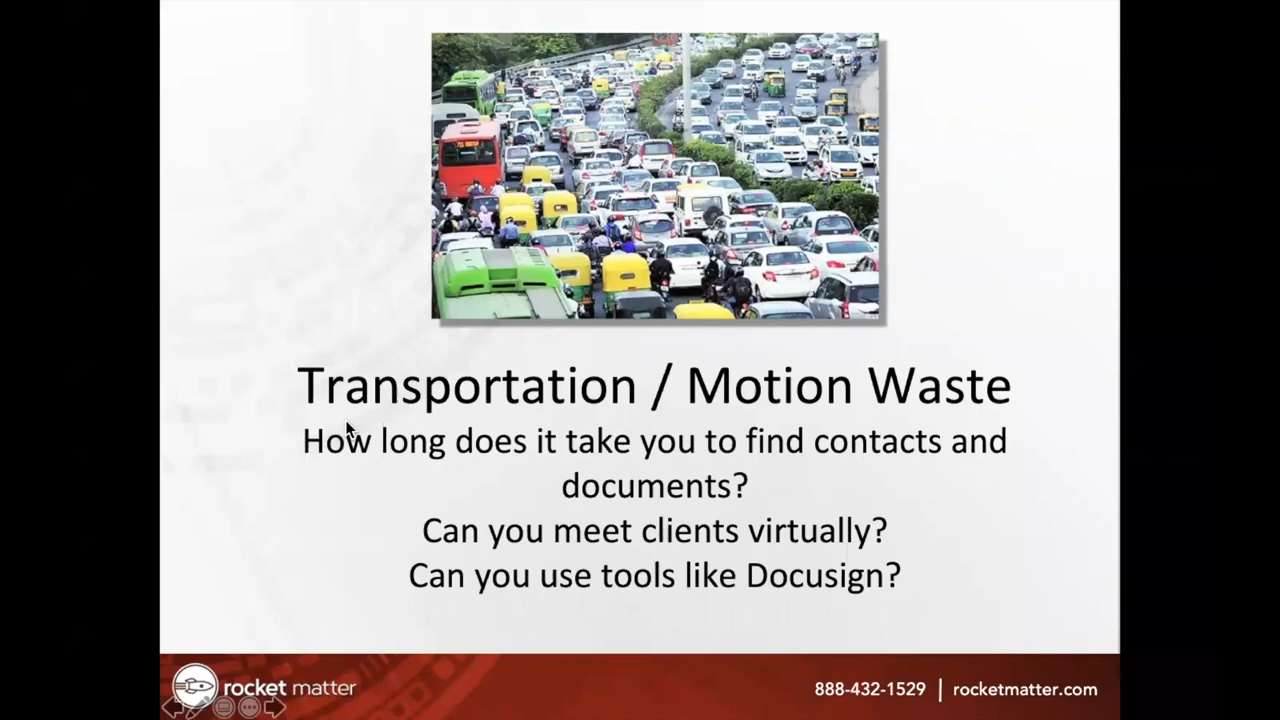 Transportation / Motion Waste
How long does it take you to find contacts and
documents?
Can you meet clients virtually?
Can you use tools like Docusign?
rocket matter
888-432-1529 | rocketmatter.com